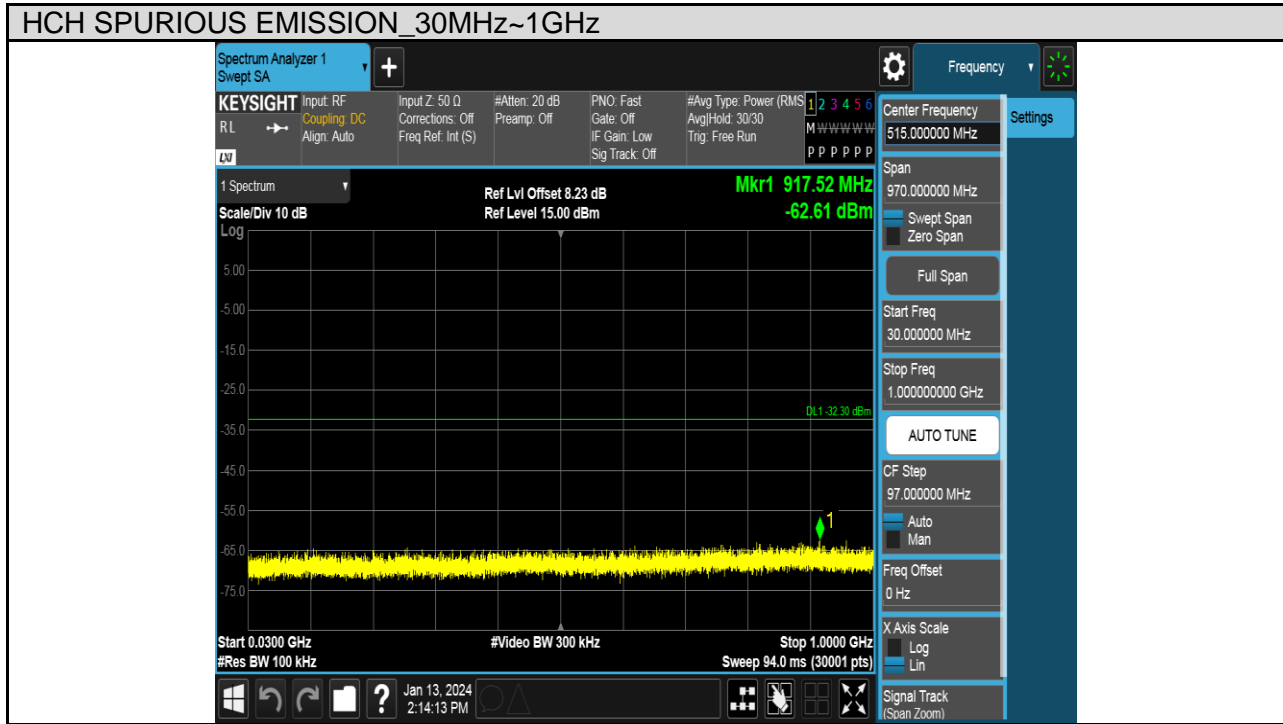 HCH SPURIOUS EMISSION_30MHz~1GHz
Spectrum Analyzer 1
Swept SA
Frequency
KEYSIGHT
RL
LXI
Input: RF
Coupling: DC
Align: Auto
Input Z: 50 Ω
Corrections: Off
Freq Ref: Int (S)
#Atten: 20 dB
Preamp: Off
PNO: Fast
Gate: Off
IF Gain: Low
Sig Track: Off
#Avg Type: Power (RMS
Avg|Hold: 30/30
Trig: Free Run
1 2 3 4 5 6
M W W W W W
P P P P P P
1 Spectrum
Scale/Div 10 dB
Log
Ref Lvl Offset 8.23 dB
Ref Level 15.00 dBm
Mkr1 917.52 MHz
-62.61 dBm
5.00
-5.00
-15.0
-25.0
DL1 -32.30 dBm
-35.0
-45.0
-55.0
1
-65.0
-75.0
Start 0.0300 GHz
#Video BW 300 kHz
Stop 1.0000 GHz
#Res BW 100 kHz
Sweep 94.0 ms (30001 pts)
?
Jan 13, 2024
2:14:13 PM
Center Frequency
515.000000 MHz
Settings
Span
970.000000 MHz
Swept Span
Zero Span
Full Span
Start Freq
30.000000 MHz
Stop Freq
1.000000000 GHz
AUTO TUNE
CF Step
97.000000 MHz
Auto
Man
Freq Offset
0 Hz
X Axis Scale
Log
Lin
Signal Track
(Span Zoom)